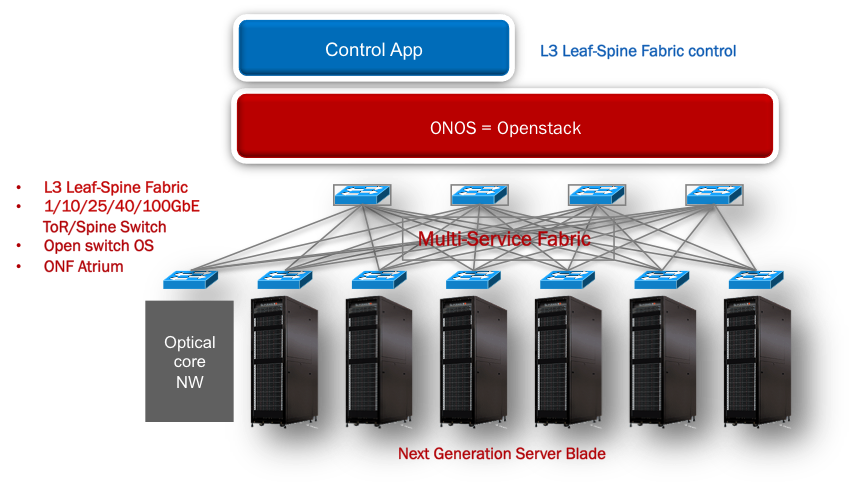 Control App
L3 Leaf-Spine Fabric control
ONOS = Openstack
• L3 Leaf-Spine Fabric
• 1/10/25/40/100GbE
ToR/Spine Switch
• Open switch OS
• ONF Atrium
Multi-Service Fabric
Optical
core
NW
Next Generation Server Blade